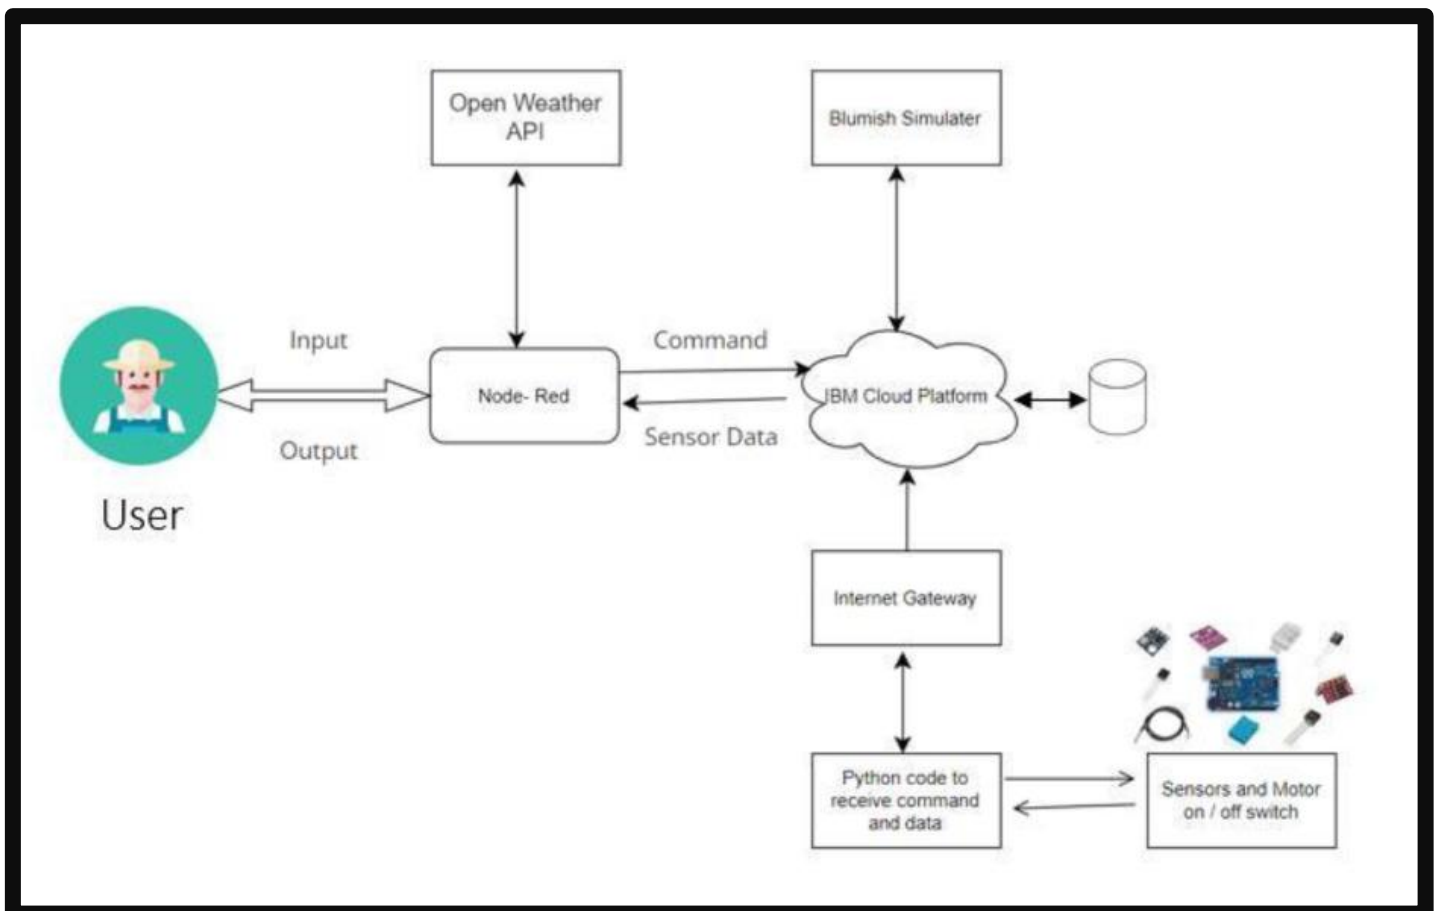 Open Weather
API
Blumish Simulater
Input
Command
Node- Red
IBM Cloud Platform
Output
Sensor Data
User
Internet Gateway
Python code to
receive command
and data
Sensors and Motor
on / off switch